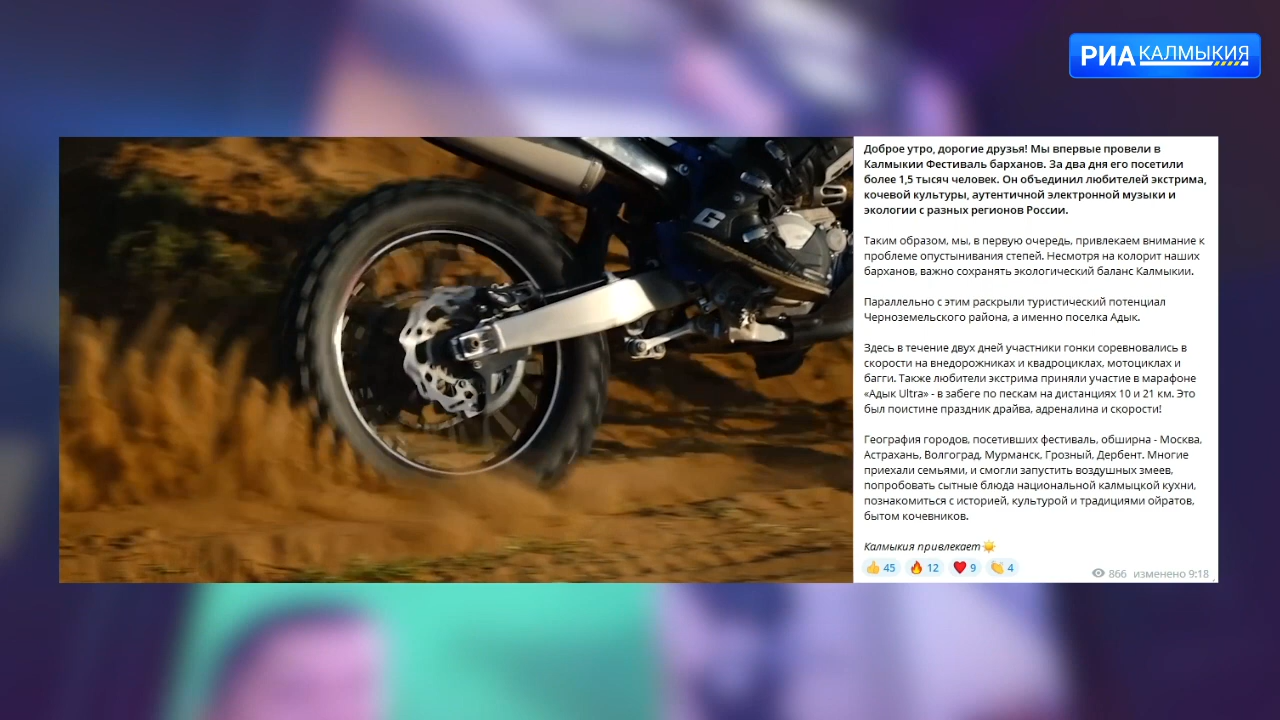 РИА КАЛМЫКИЯ
Доброе утро, дорогие друзья! Мы впервые провели в
Калмыкии Фестиваль барханов. За два дня его посетили
более 1,5 тысяч человек. Он объединил любителей экстрима,
кочевой культуры, аутентичной электронной музыки и
экологии с разных регионов России.
Таким образом, мы, в первую очередь, привлекаем внимание к
проблеме опустынивания степей. Несмотря на колорит наших
барханов, важно сохранять экологический баланс Калмыкии.
Параллельно с этим раскрыли туристический потенциал
Черноземельского района, а именно поселка Адык.
Здесь в течение двух дней участники гонки соревновались в
скорости на внедорожниках и квадроциклах, мотоциклах и
багги. Также любители экстрима приняли участие в марафоне
«Адык Ultra» - в забеге по пескам на дистанциях 10 и 21 км. Это
был поистине праздник драйва, адреналина и скорости!
География городов, посетивших фестиваль, обширна - Москва,
Астрахань, Волгоград, Мурманск, Грозный, Дербент. Многие
приехали семьями, и смогли запустить воздушных змеев,
попробовать сытные блюда национальной калмыцкой кухни,
познакомиться с историей, культурой и традициями ойратов,
бытом кочевников.
Калмыкия привлекает☀️
👍 45 🔥 12 ❤️ 9 👏 4
866 изменено 9:18
G